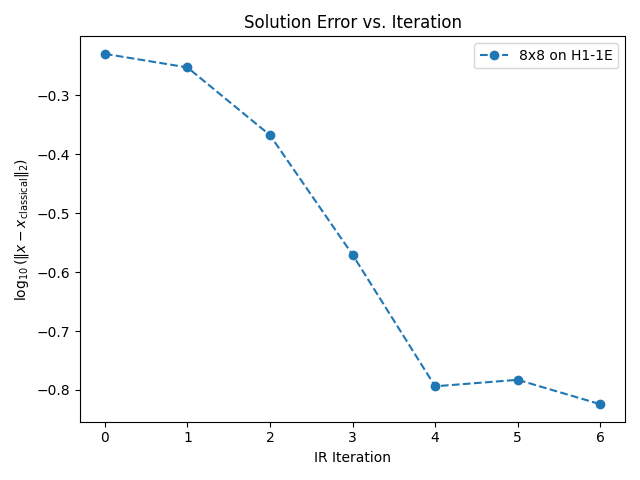 Solution Error vs. Iteration
8x8 on H1-1E
−0.3
−0.4
−0.5
−0.6
−0.7
−0.8
log₁₀ (‖x − x_classical‖₂)
0 1 2 3 4 5 6
IR Iteration